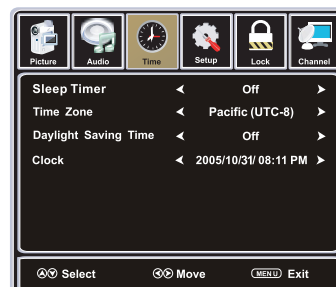 Picture Audio Time Setup Lock Channel
Sleep Timer Off
Time Zone Pacific (UTC-8)
Daylight Saving Time Off
Clock 2005/10/31/ 08:11 PM
Select Move MENU Exit